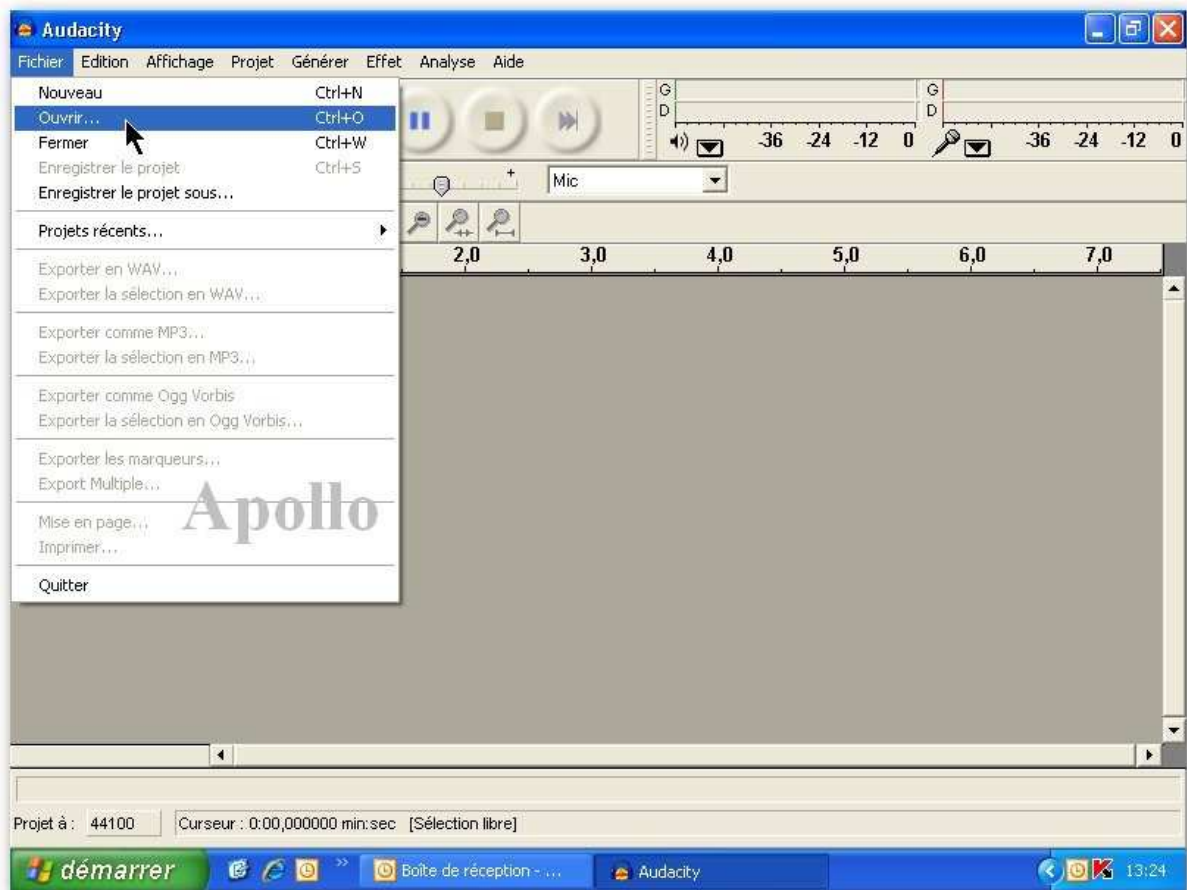 Audacity
Fichier Edition Affichage Projet Générer Effet Analyse Aide
Nouveau Ctrl+N
Ouvrir... Ctrl+O
Fermer Ctrl+W
Enregistrer le projet Ctrl+S
Enregistrer le projet sous...
Projets récents...
Exporter en WAV...
Exporter la sélection en WAV...
Exporter comme MP3...
Exporter la sélection en MP3...
Exporter comme Ogg Vorbis
Exporter la sélection en Ogg Vorbis...
Exporter les marqueurs...
Export Multiple...
Mise en page...
Imprimer...
Quitter
Apollo
G
D
-36 -24 -12 0
G
D
-36 -24 -12 0
+
Mic
2,0 3,0 4,0 5,0 6,0 7,0
Projet à : 44100 Curseur : 0:00,000000 min:sec [Sélection libre]
démarrer Boîte de réception - ... Audacity 13:24